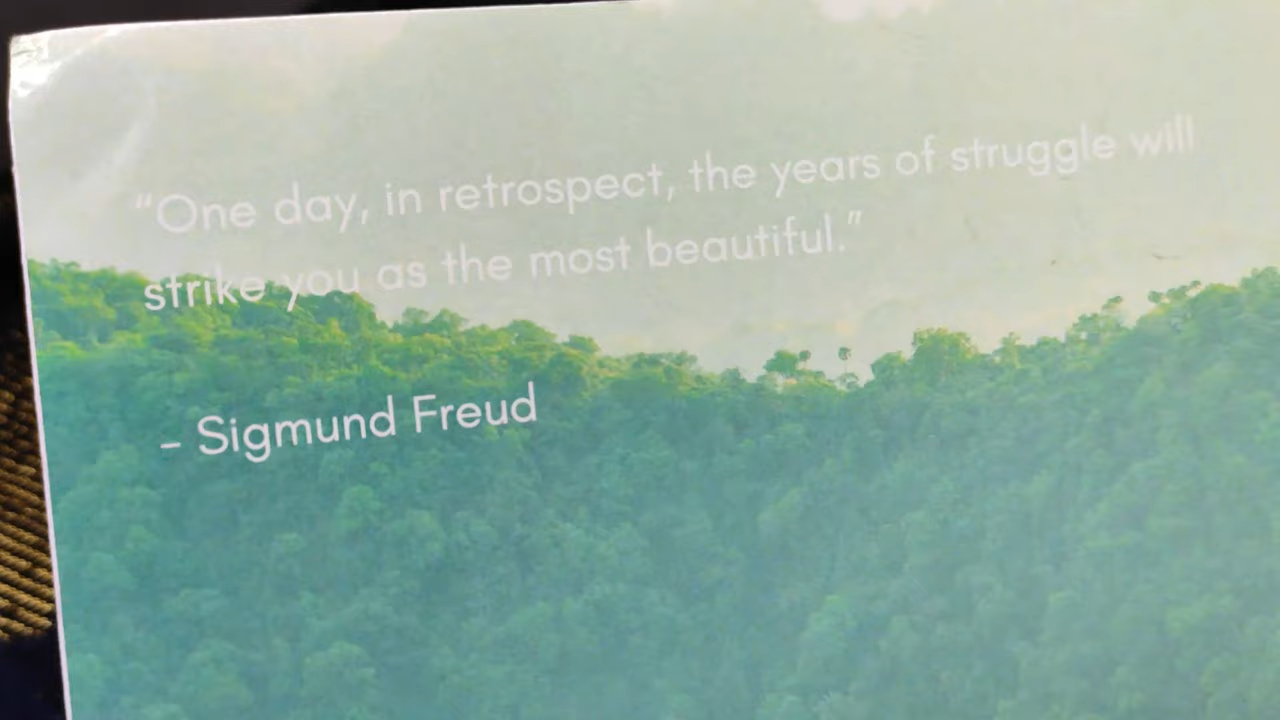 “One day, in retrospect, the years of struggle will
strike you as the most beautiful.”
– Sigmund Freud